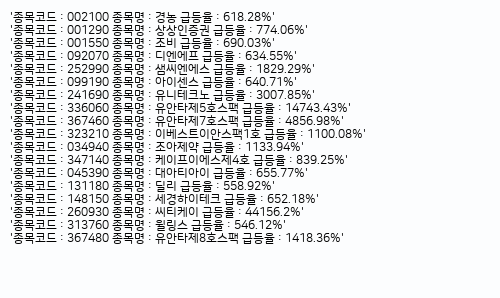 '종목코드 : 002100 종목명 : 경농 급등율 : 618.28%'
'종목코드 : 001290 종목명 : 상상인증권 급등율 : 774.06%'
'종목코드 : 001550 종목명 : 조비 급등율 : 690.03%'
'종목코드 : 092070 종목명 : 디엔에프 급등율 : 634.55%'
'종목코드 : 252990 종목명 : 샘씨엔에스 급등율 : 1829.29%'
'종목코드 : 099190 종목명 : 아이센스 급등율 : 640.71%'
'종목코드 : 241690 종목명 : 유니테크노 급등율 : 3007.85%'
'종목코드 : 336060 종목명 : 유안타제5호스팩 급등율 : 14743.43%'
'종목코드 : 367460 종목명 : 유안타제7호스팩 급등율 : 4856.98%'
'종목코드 : 323210 종목명 : 이베스트이안스팩1호 급등율 : 1100.08%'
'종목코드 : 034940 종목명 : 조아제약 급등율 : 1133.94%'
'종목코드 : 347140 종목명 : 케이프이에스제4호 급등율 : 839.25%'
'종목코드 : 045390 종목명 : 대아티아이 급등율 : 655.77%'
'종목코드 : 131180 종목명 : 딜리 급등율 : 558.92%'
'종목코드 : 148150 종목명 : 세경하이테크 급등율 : 652.18%'
'종목코드 : 260930 종목명 : 씨티케이 급등율 : 44156.2%'
'종목코드 : 313760 종목명 : 윌링스 급등율 : 546.12%'
'종목코드 : 367480 종목명 : 유안타제8호스팩 급등율 : 1418.36%'